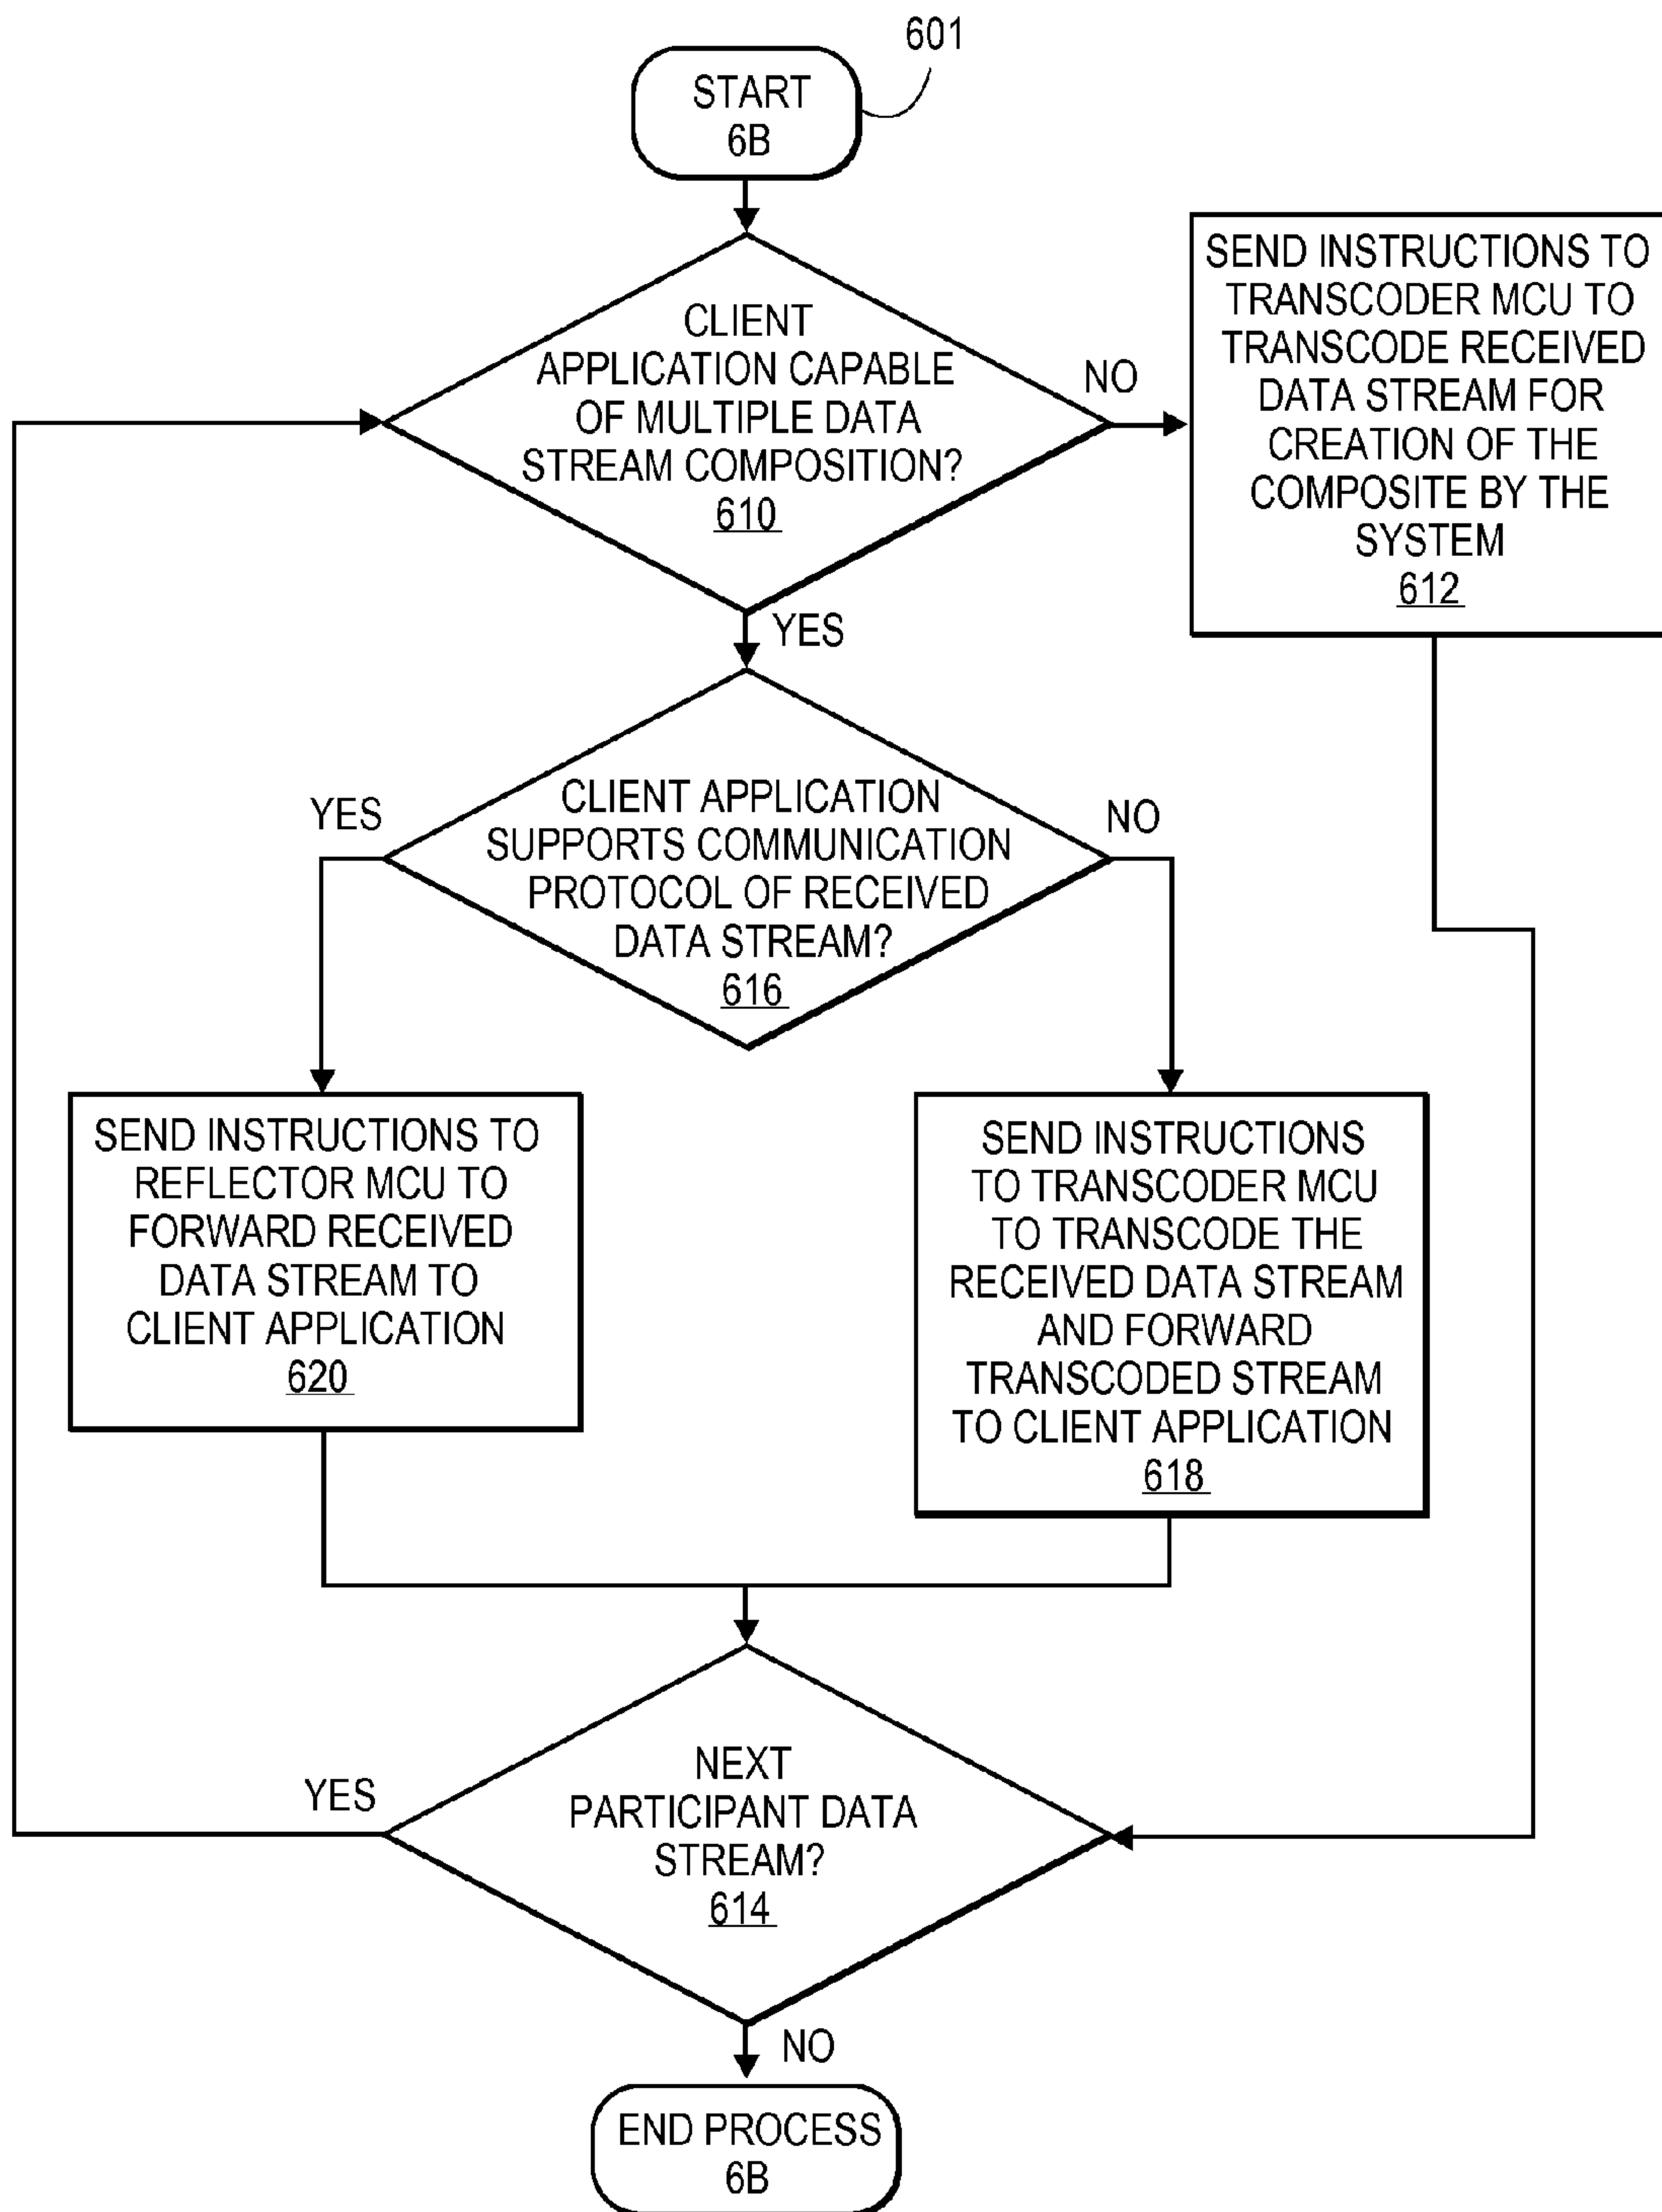 601
START
6B
CLIENT
APPLICATION CAPABLE
OF MULTIPLE DATA
STREAM COMPOSITION?
610
NO
SEND INSTRUCTIONS TO
TRANSCODER MCU TO
TRANSCODE RECEIVED
DATA STREAM FOR
CREATION OF THE
COMPOSITE BY THE
SYSTEM
612
YES
CLIENT APPLICATION
SUPPORTS COMMUNICATION
PROTOCOL OF RECEIVED
DATA STREAM?
616
YES
NO
SEND INSTRUCTIONS TO
REFLECTOR MCU TO
FORWARD RECEIVED
DATA STREAM TO
CLIENT APPLICATION
620
SEND INSTRUCTIONS
TO TRANSCODER MCU
TO TRANSCODE THE
RECEIVED DATA STREAM
AND FORWARD
TRANSCODED STREAM
TO CLIENT APPLICATION
618
NEXT
PARTICIPANT DATA
STREAM?
614
YES
NO
END PROCESS
6B